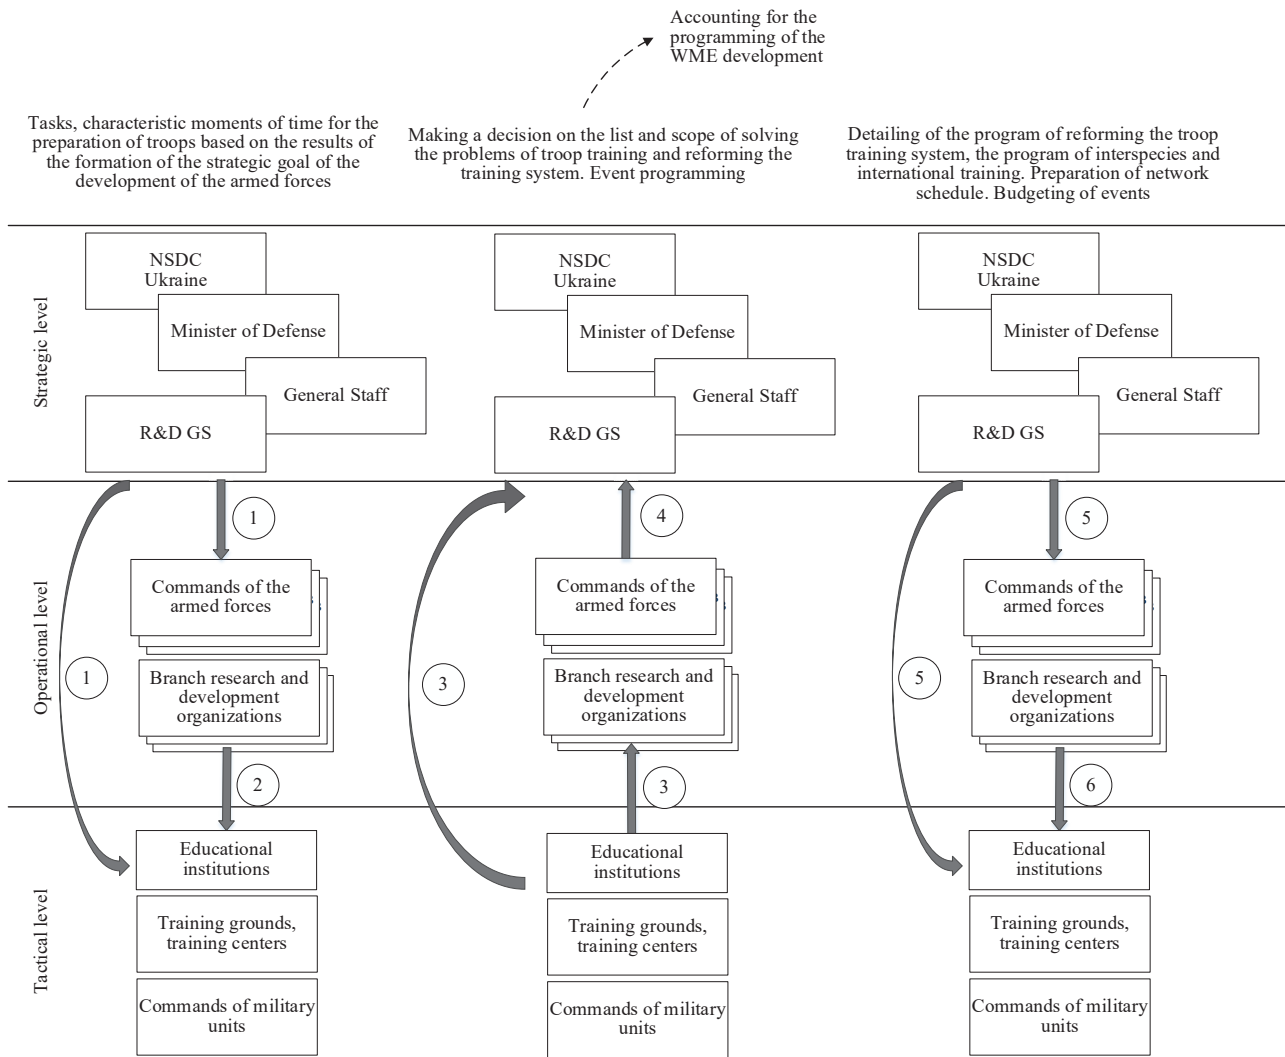 Accounting for the
programming of the
WME development
Tasks, characteristic moments of time for the
preparation of troops based on the results of
the formation of the strategic goal of the
development of the armed forces
Making a decision on the list and scope of solving
the problems of troop training and reforming the
training system. Event programming
Detailing of the program of reforming the troop
training system, the program of interspecies and
international training. Preparation of network
schedule. Budgeting of events
Strategic level
NSDC
Ukraine
Minister of Defense
General Staff
R&D GS
NSDC
Ukraine
Minister of Defense
General Staff
R&D GS
NSDC
Ukraine
Minister of Defense
General Staff
R&D GS
Operational level
1
Commands of the
armed forces
1
Branch research and
development
organizations
2
4
Commands of the
armed forces
3
Branch research and
development
organizations
3
5
Commands of the
armed forces
5
Branch research and
development
organizations
6
Tactical level
Educational
institutions
Training grounds,
training centers
Commands of military
units
Educational
institutions
Training grounds,
training centers
Commands of military
units
Educational
institutions
Training grounds,
training centers
Commands of military
units